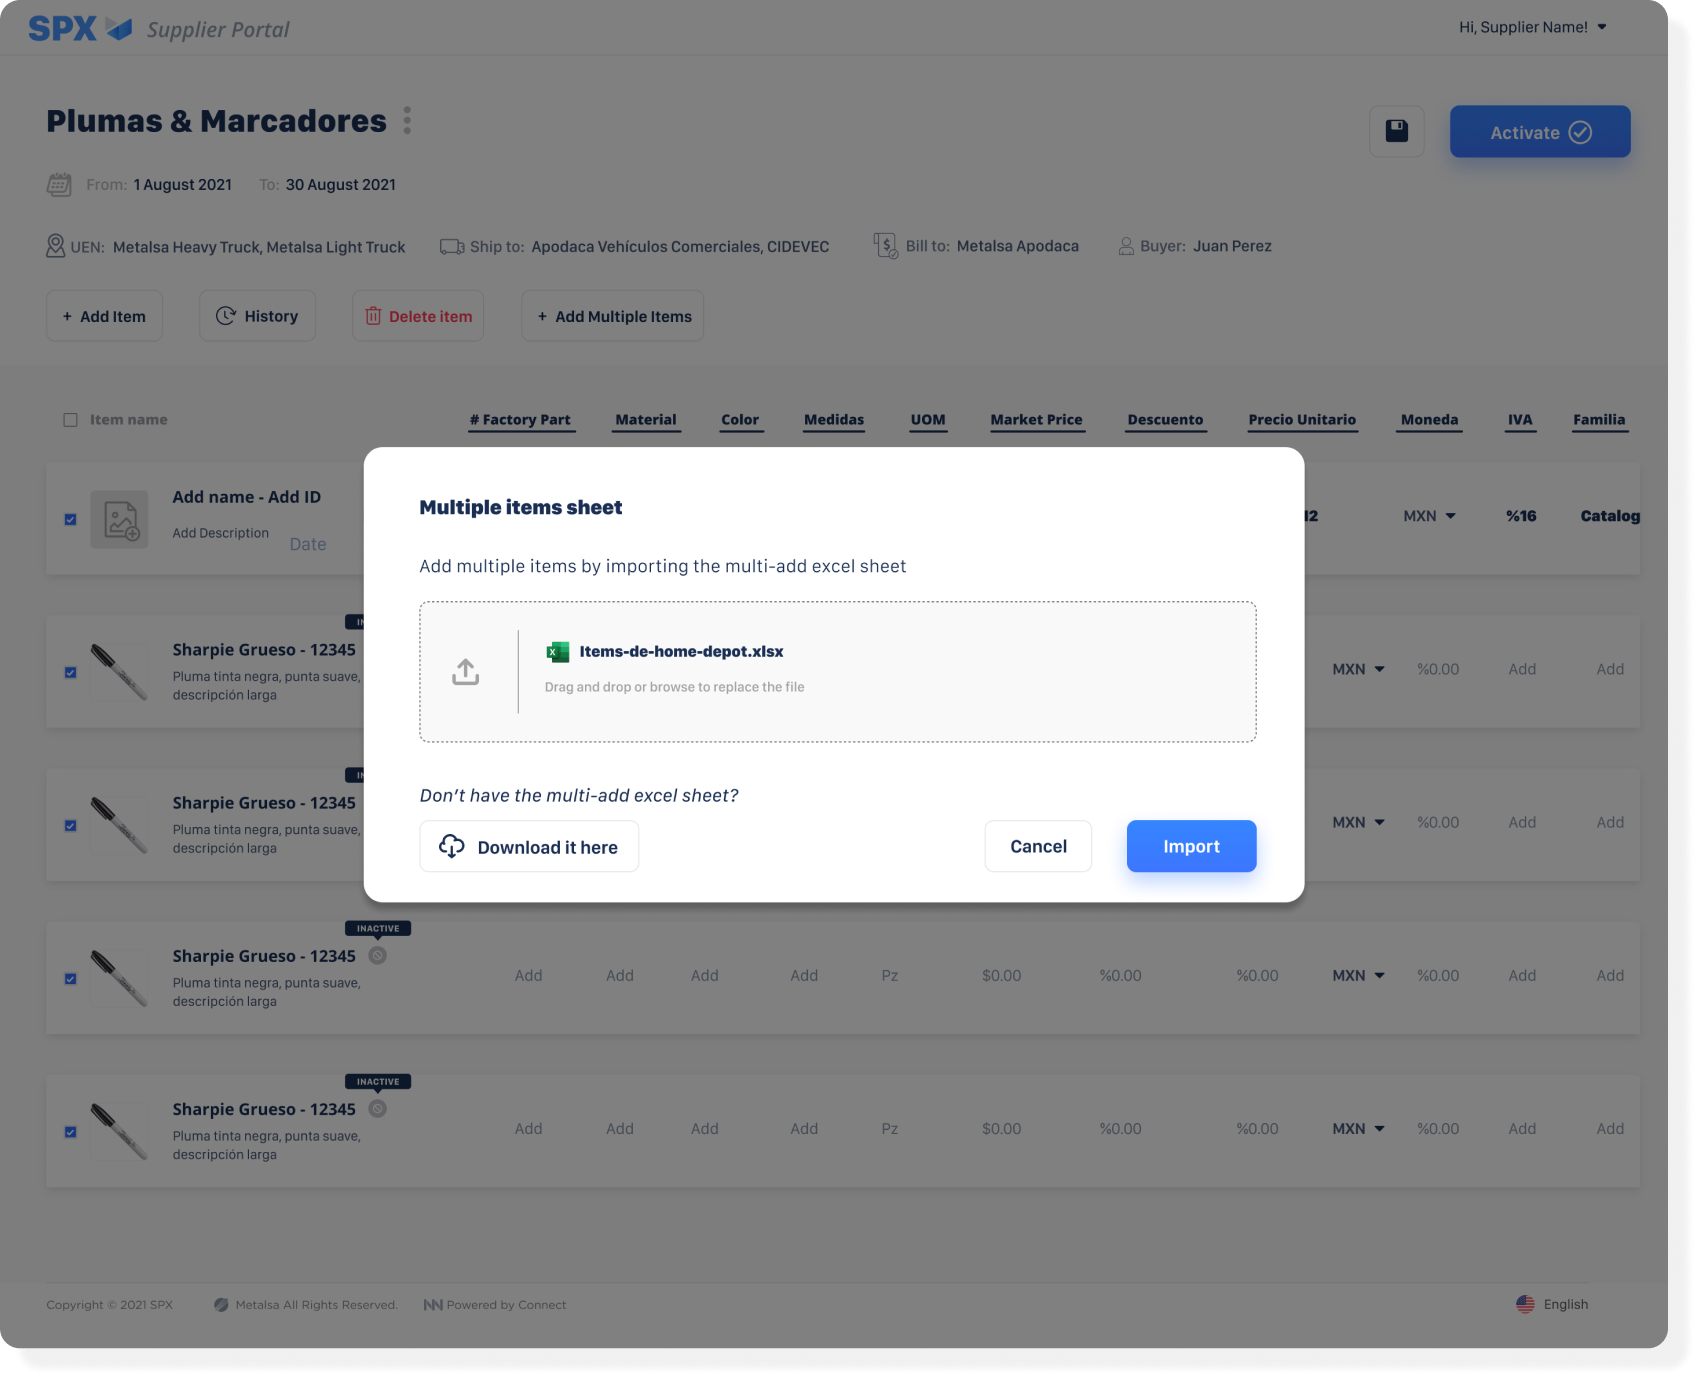 SPX Supplier Portal
Hi, Supplier Name!
Plumas & Marcadores
Activate
From: 1 August 2021 To: 30 August 2021
UEN: Metalsa Heavy Truck, Metalsa Light Truck Ship to: Apodaca Vehículos Comerciales, CIDEVEC Bill to: Metalsa Apodaca Buyer: Juan Perez
+ Add Item History Delete item + Add Multiple Items
Item name # Factory Part Material Color Medidas UOM Market Price Descuento Precio Unitario Moneda IVA Familia
Add name - Add ID
Add Description
Date
MXN %16 Catalog
Multiple items sheet
Add multiple items by importing the multi-add excel sheet
Items-de-home-depot.xlsx
Drag and drop or browse to replace the file
Don't have the multi-add excel sheet?
Download it here
Cancel
Import
Sharpie Grueso - 12345
Pluma tinta negra, punta suave,
descripción larga
MXN %0.00 Add Add
Sharpie Grueso - 12345
Pluma tinta negra, punta suave,
descripción larga
MXN %0.00 Add Add
INACTIVE
Sharpie Grueso - 12345
Pluma tinta negra, punta suave,
descripción larga
Add Add Add Add Pz $0.00 %0.00 %0.00 MXN %0.00 Add Add
INACTIVE
Sharpie Grueso - 12345
Pluma tinta negra, punta suave,
descripción larga
Add Add Add Add Pz $0.00 %0.00 %0.00 MXN %0.00 Add Add
Copyright © 2021 SPX Metalsa All Rights Reserved. Powered by Connect
English